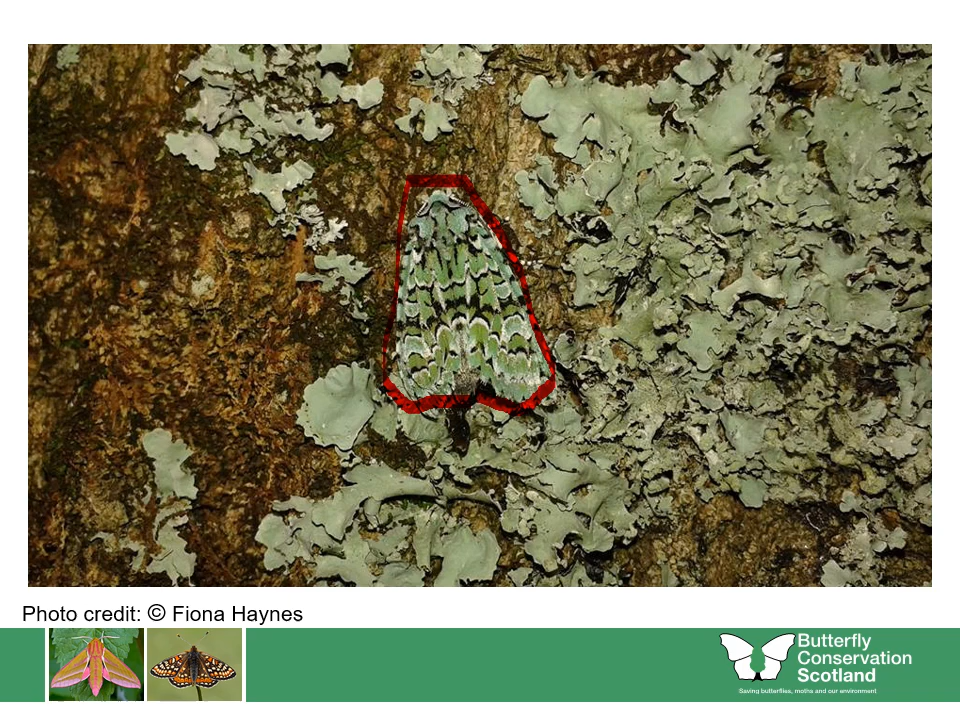 Photo credit: © Fiona Haynes
Butterfly
Conservation
Scotland
Saving butterflies, moths and our environment